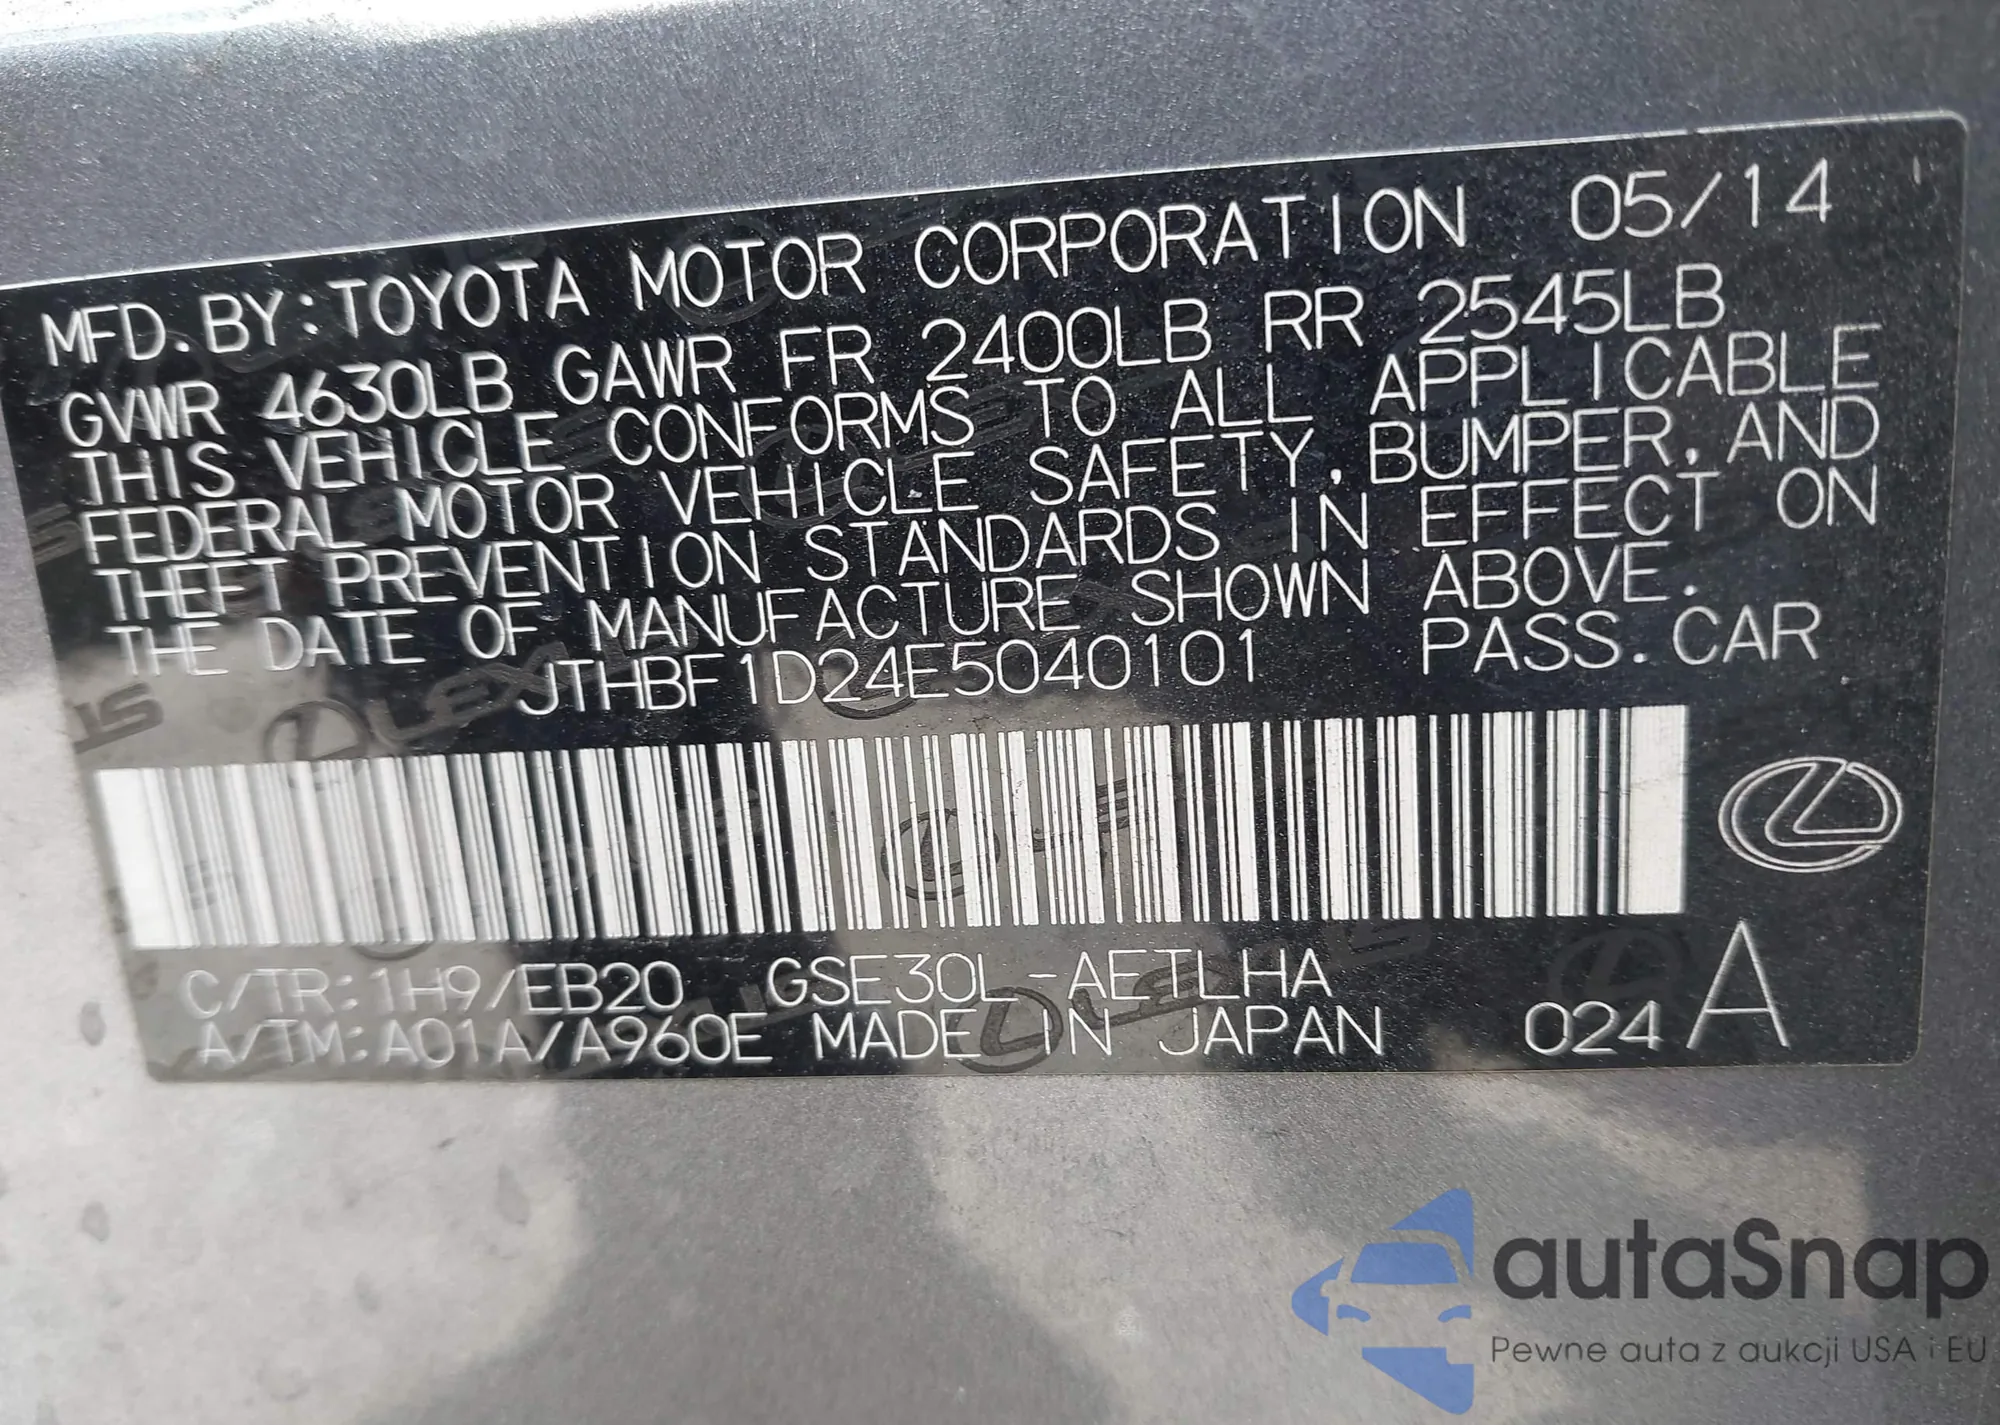 MFD. BY: TOYOTA MOTOR CORPORATION 05/14
GVWR 4630LB GAWR FR 2400LB RR 2545LB
THIS VEHICLE CONFORMS TO ALL APPLICABLE
FEDERAL MOTOR VEHICLE SAFETY, BUMPER, AND
THEFT PREVENTION STANDARDS IN EFFECT ON
THE DATE OF MANUFACTURE SHOWN ABOVE.
JTHBF1D24E5040101 PASS. CAR
C/TR: 1H9/EB20 GSE30L-AETLHA
A/TM: A01A/A960E MADE IN JAPAN 024 A
autaSnap
Pewne auta z aukcji USA i EU